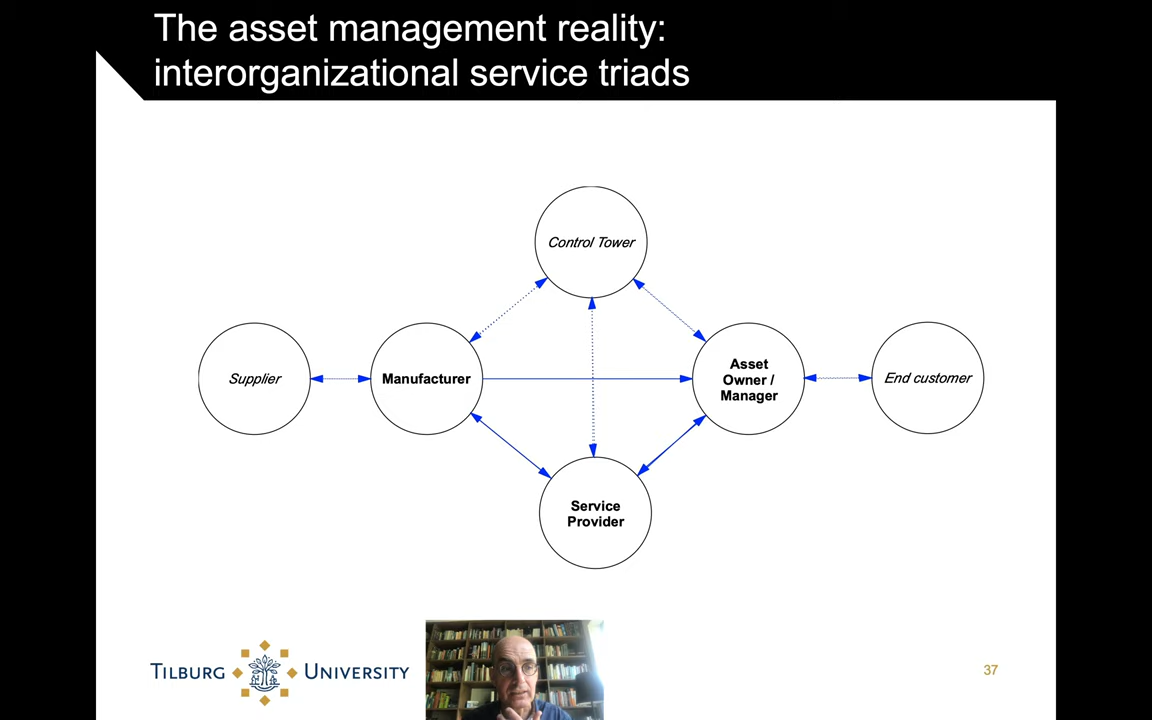 The asset management reality:
interorganizational service triads
Control Tower
Supplier
Manufacturer
Asset
Owner /
Manager
End customer
Service
Provider
TILBURG UNIVERSITY
37